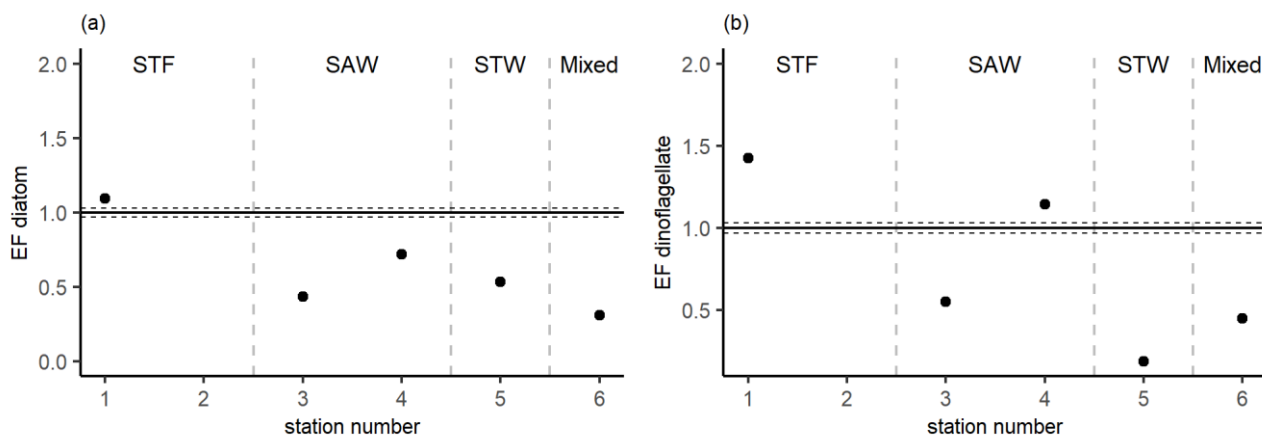 (a)
STF SAW STW Mixed
2.0
1.5
1.0
0.5
0.0
EF diatom
1 2 3 4 5 6
station number
(b)
STF SAW STW Mixed
2.0
1.5
1.0
0.5
EF dinoflagellate
1 2 3 4 5 6
station number